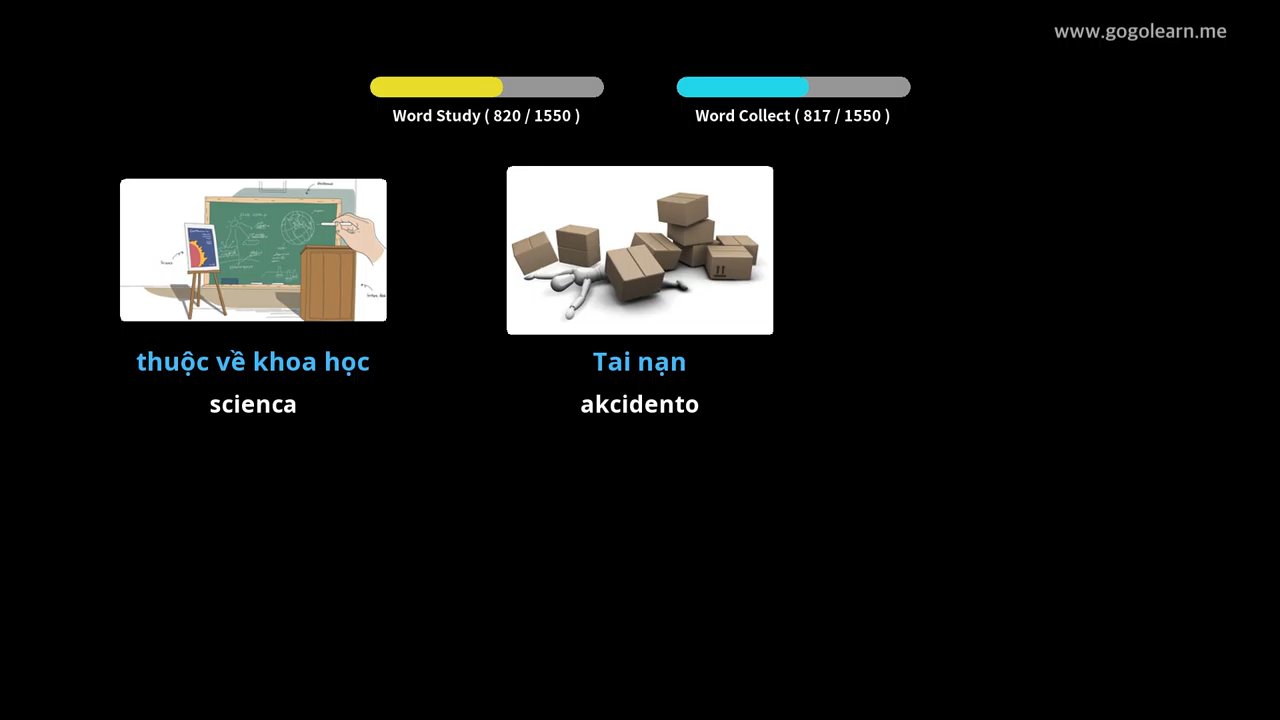 www.gogolearn.me
Word Study ( 820 / 1550 )
Word Collect ( 817 / 1550 )
thuộc về khoa học
Tai nạn
scienca
akcidento